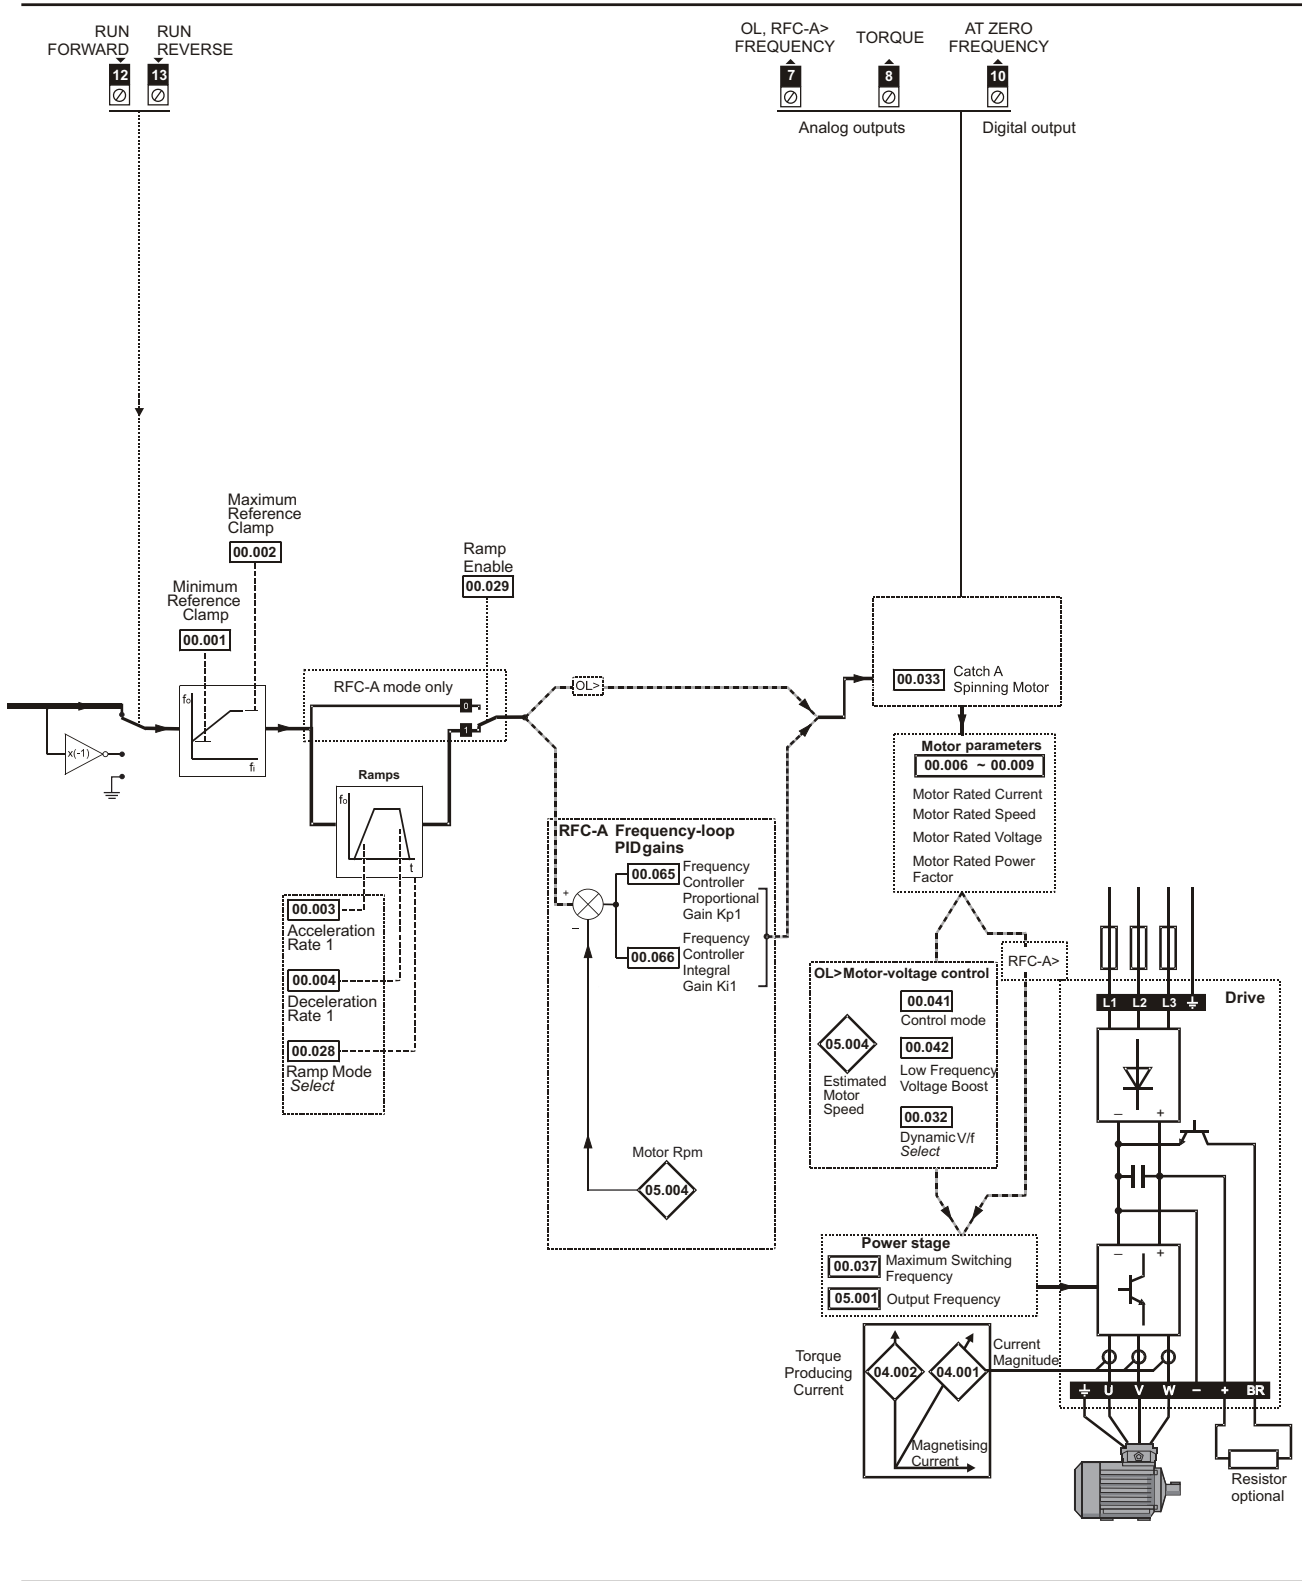 RUN
FORWARD
RUN
REVERSE
12
13
OL, RFC-A>
FREQUENCY
TORQUE
AT ZERO
FREQUENCY
7
8
10
Analog outputs
Digital output
Maximum
Reference
Clamp
00.002
Minimum
Reference
Clamp
00.001
Ramp
Enable
00.029
RFC-A mode only
0
1
OL>
00.033
Catch A
Spinning Motor
x(-1)
fo
fi
Ramps
fo
t
Motor parameters
00.006 ~ 00.009
Motor Rated Current
Motor Rated Speed
Motor Rated Voltage
Motor Rated Power
Factor
RFC-A Frequency-loop
PID gains
+
–
00.065
Frequency
Controller
Proportional
Gain Kp1
00.066
Frequency
Controller
Integral
Gain Ki1
Motor Rpm
05.004
00.003
Acceleration
Rate 1
00.004
Deceleration
Rate 1
00.028
Ramp Mode
Select
RFC-A>
OL> Motor-voltage control
00.041
Control mode
05.004
Estimated
Motor
Speed
00.042
Low Frequency
Voltage Boost
00.032
Dynamic V/f
Select
L1 L2 L3
Drive
– +
– +
Power stage
00.037
Maximum Switching
Frequency
05.001
Output Frequency
Torque
Producing
Current
04.002
04.001
Current
Magnitude
Magnetising
Current
U V W – + BR
Resistor
optional